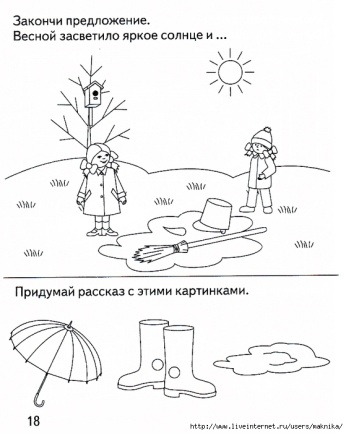 Закончи предложение.
Весной засветило яркое солнце и ...
Придумай рассказ с этими картинками.
18
http://www.liveinternet.ru/users/maknika/